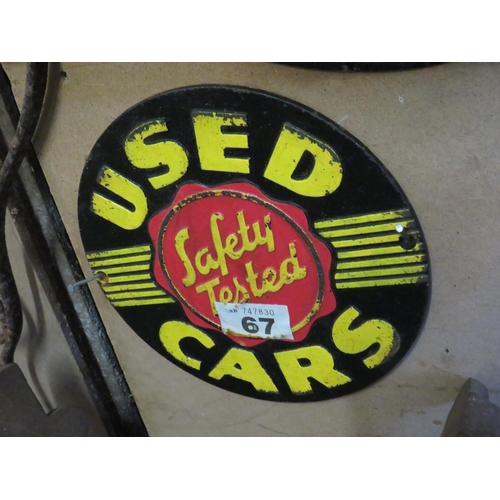 USED
Safety
Tested
747830
67
CARS